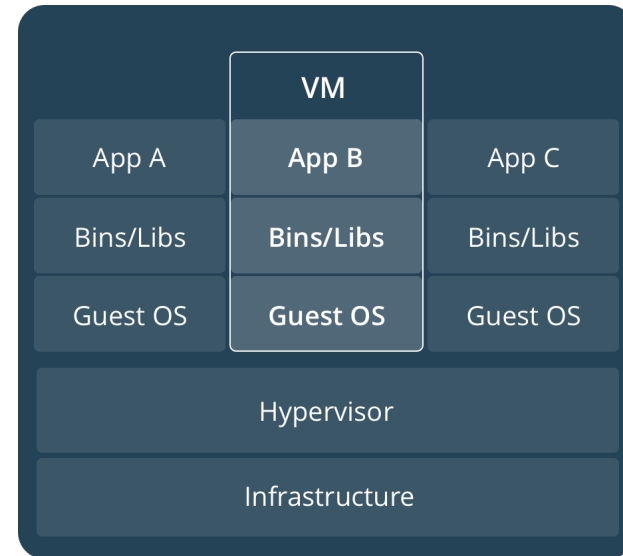 VM
App A App B App C
Bins/Libs Bins/Libs Bins/Libs
Guest OS Guest OS Guest OS
Hypervisor
Infrastructure